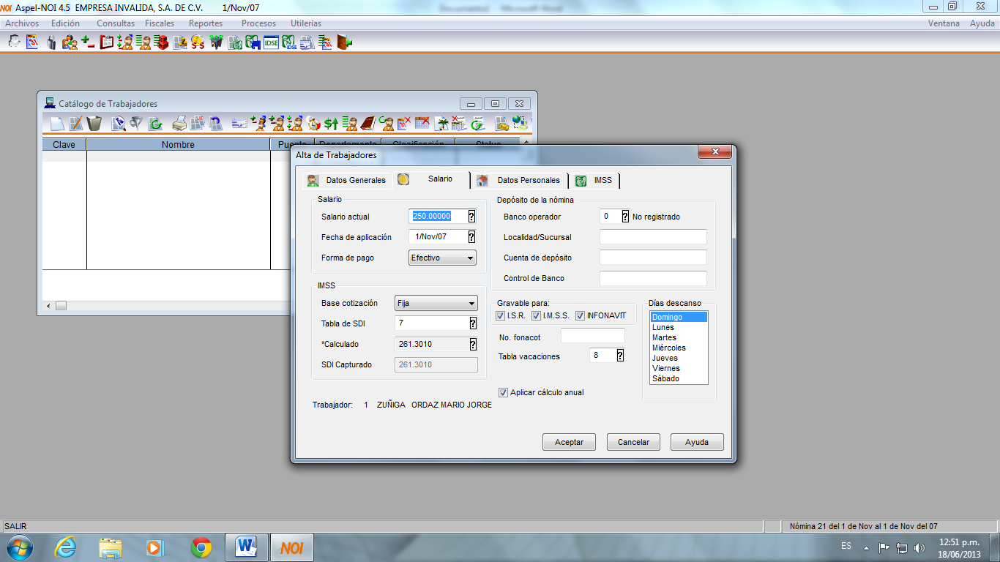 NOI Aspel-NOI 4.5 EMPRESA INVALIDA, S.A. DE C.V. 1/Nov/07
Archivos Edición Consultas Fiscales Reportes Procesos Utilerías Ventana Ayuda
IDSE IDSE
Catálogo de Trabajadores
Clave Nombre Puesto Departamento Clasificación Status
Alta de Trabajadores
Datos Generales Salario Datos Personales IMSS
Salario
Salario actual 250.00000 ?
Fecha de aplicación 1/Nov/07 ?
Forma de pago Efectivo
IMSS
Base cotización Fija
Tabla de SDI 7 ?
*Calculado 261.3010 ?
SDI Capturado 261.3010
Trabajador: 1 ZUÑIGA ORDAZ MARIO JORGE
Depósito de la nómina
Banco operador 0 ? No registrado
Localidad/Sucursal
Cuenta de depósito
Control de Banco
Gravable para:
I.S.R. I.M.S.S. INFONAVIT
No. fonacot
Tabla vacaciones 8 ?
Aplicar cálculo anual
Días descanso
Domingo
Lunes
Martes
Miércoles
Jueves
Viernes
Sábado
Aceptar Cancelar Ayuda
SALIR Nómina 21 del 1 de Nov al 1 de Nov del 07
NOI ES 12:51 p.m.
18/06/2013